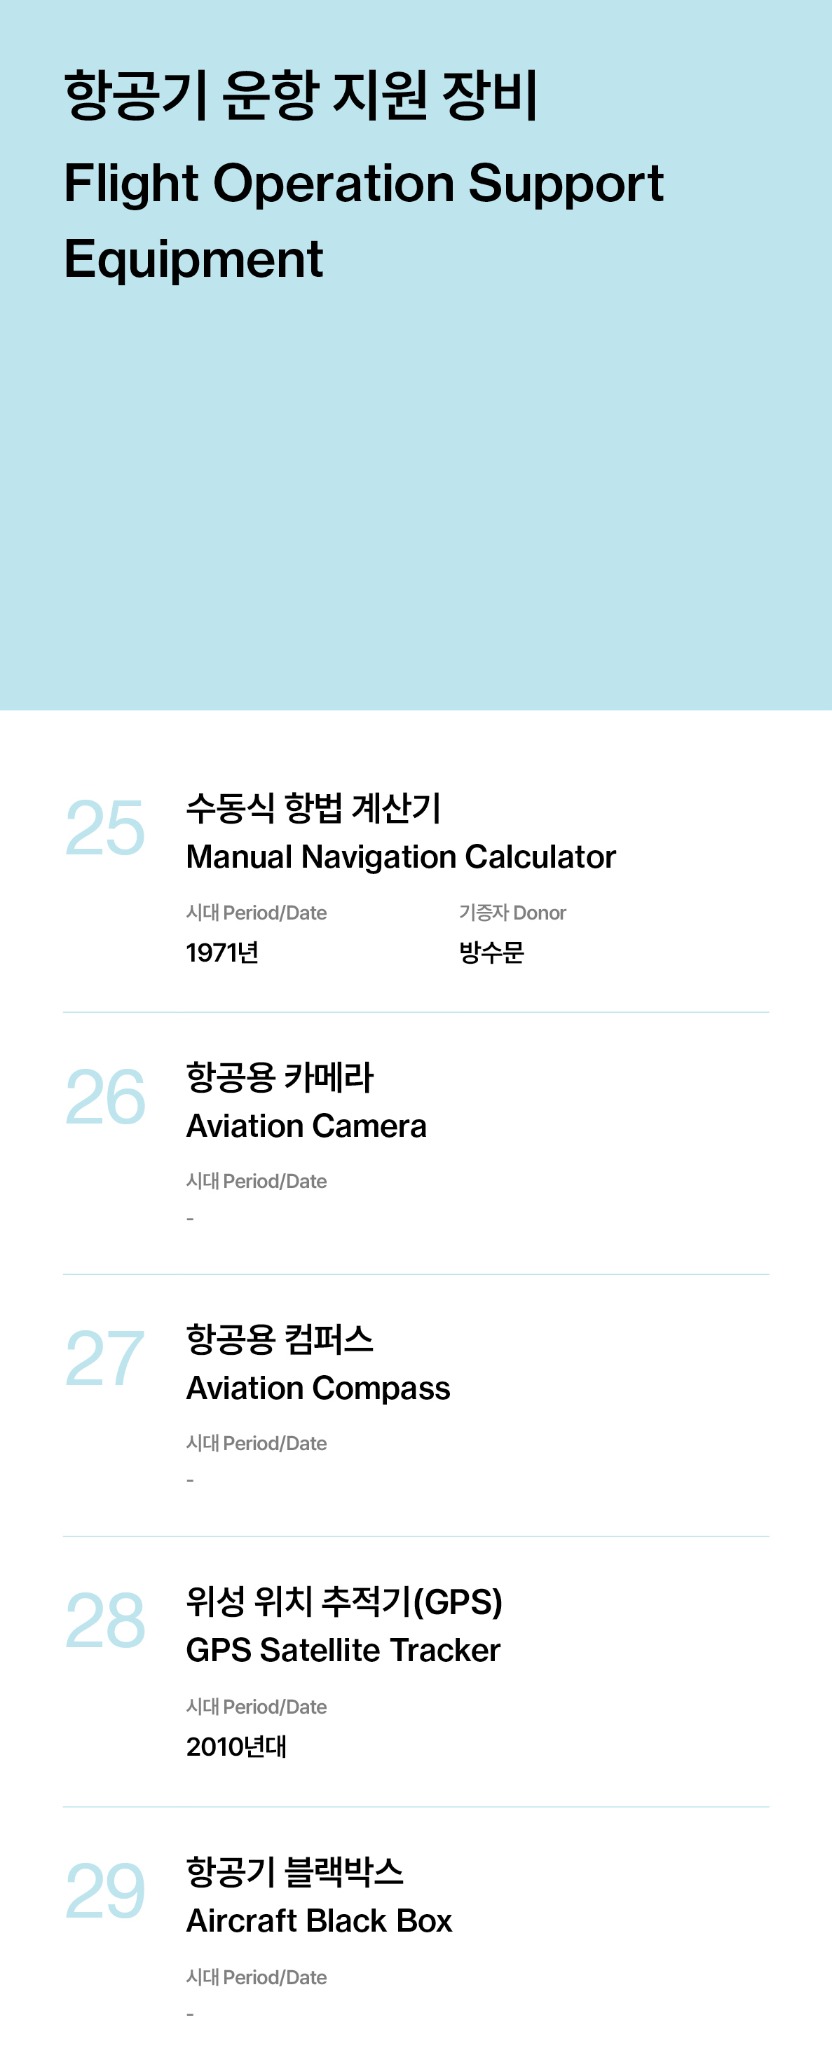 항공기 운항 지원 장비
Flight Operation Support
Equipment
25
수동식 항법 계산기
Manual Navigation Calculator
시대 Period/Date
기증자 Donor
1971년
방수문
26
항공용 카메라
Aviation Camera
시대 Period/Date
-
27
항공용 컴퍼스
Aviation Compass
시대 Period/Date
-
28
위성 위치 추적기(GPS)
GPS Satellite Tracker
시대 Period/Date
2010년대
29
항공기 블랙박스
Aircraft Black Box
시대 Period/Date
-